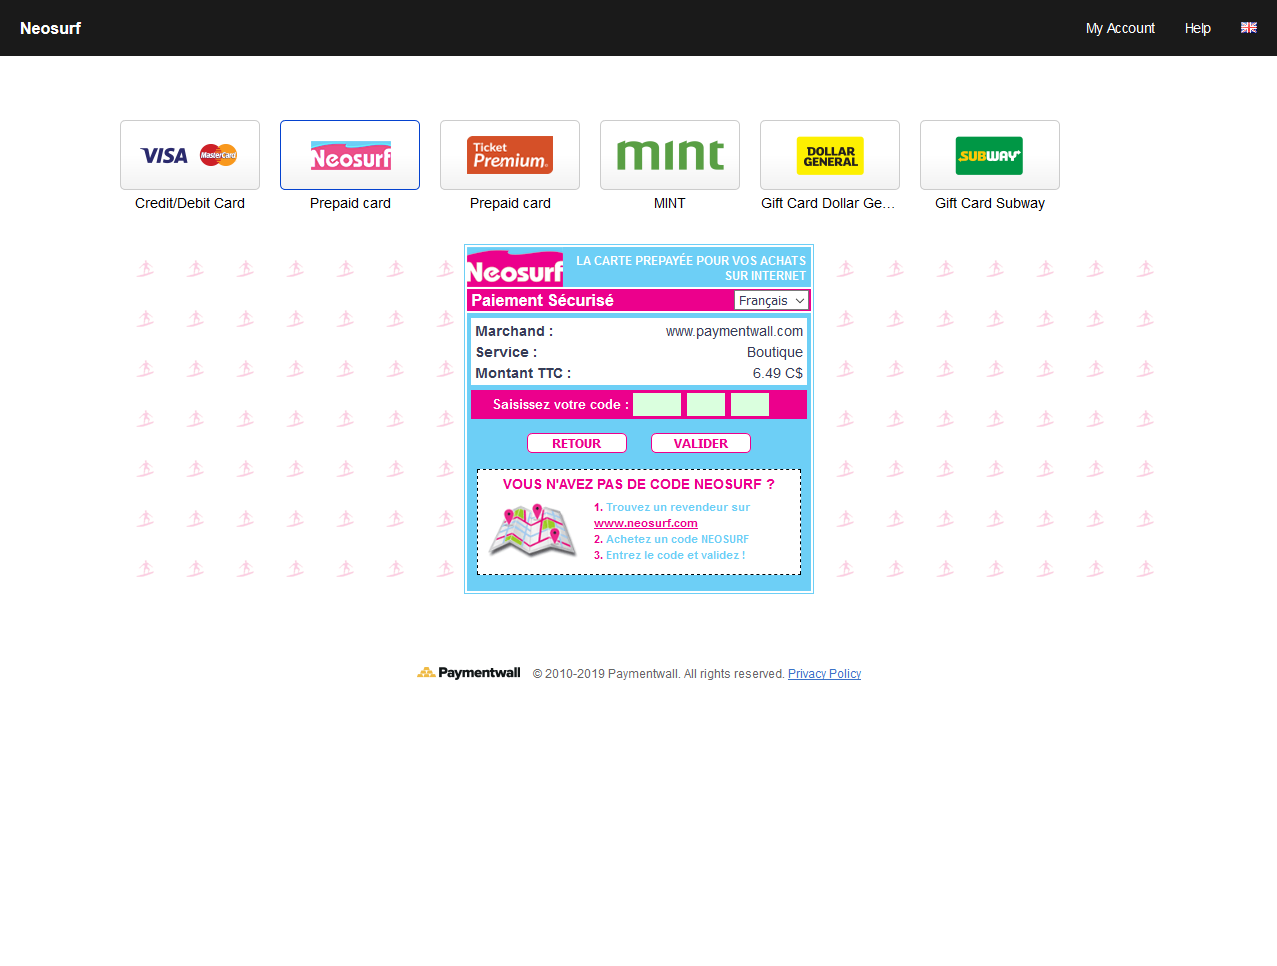 Neosurf
My Account
Help
VISA
MasterCard
Neosurf
Ticket
Premium
mint
DOLLAR
GENERAL
SUBWAY
Credit/Debit Card
Prepaid card
Prepaid card
MINT
Gift Card Dollar Ge...
Gift Card Subway
Neosurf
LA CARTE PREPAYÉE POUR VOS ACHATS
SUR INTERNET
Paiement Sécurisé
Français
Marchand : www.paymentwall.com
Service : Boutique
Montant TTC : 6.49 C$
Saisissez votre code :
RETOUR
VALIDER
VOUS N'AVEZ PAS DE CODE NEOSURF ?
1. Trouvez un revendeur sur
www.neosurf.com
2. Achetez un code NEOSURF
3. Entrez le code et validez !
Paymentwall © 2010-2019 Paymentwall. All rights reserved. Privacy Policy